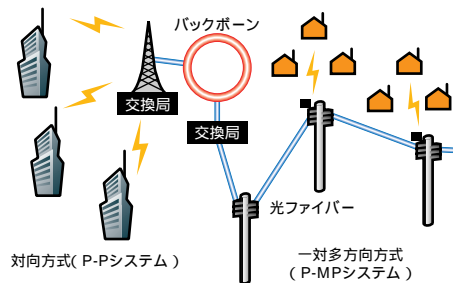 バックボーン
交換局
交換局
光ファイバー
対向方式( P-Pシステム )
一対多方向方式
( P-MPシステム )